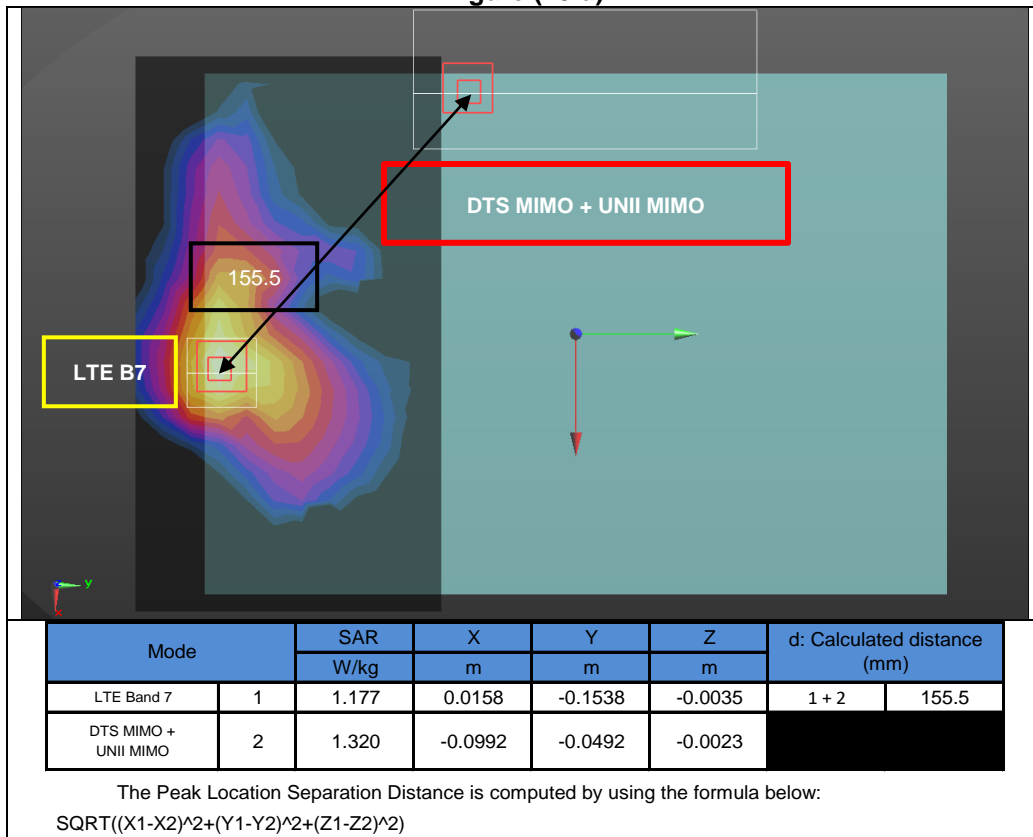 DTS MIMO + UNII MIMO
155.5
LTE B7
y
x
Mode SAR X Y Z d: Calculated distance (mm)
W/kg m m m
LTE Band 7 1 1.177 0.0158 -0.1538 -0.0035 1 + 2 155.5
DTS MIMO + UNII MIMO 2 1.320 -0.0992 -0.0492 -0.0023
The Peak Location Separation Distance is computed by using the formula below:
SQRT((X1-X2)^2+(Y1-Y2)^2+(Z1-Z2)^2)